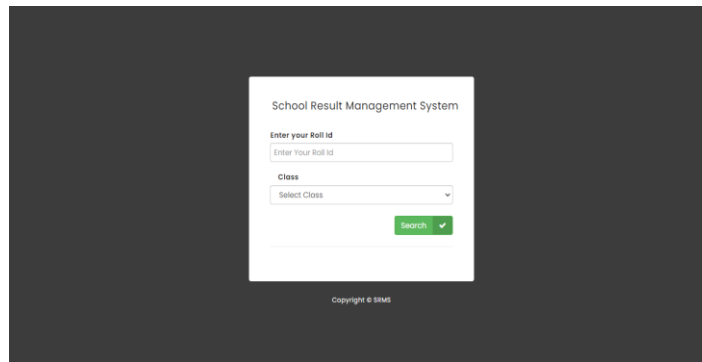 School Result Management System
Enter your Roll Id
Enter Your Roll Id
Class
Select Class
Search
Copyright © SRMS